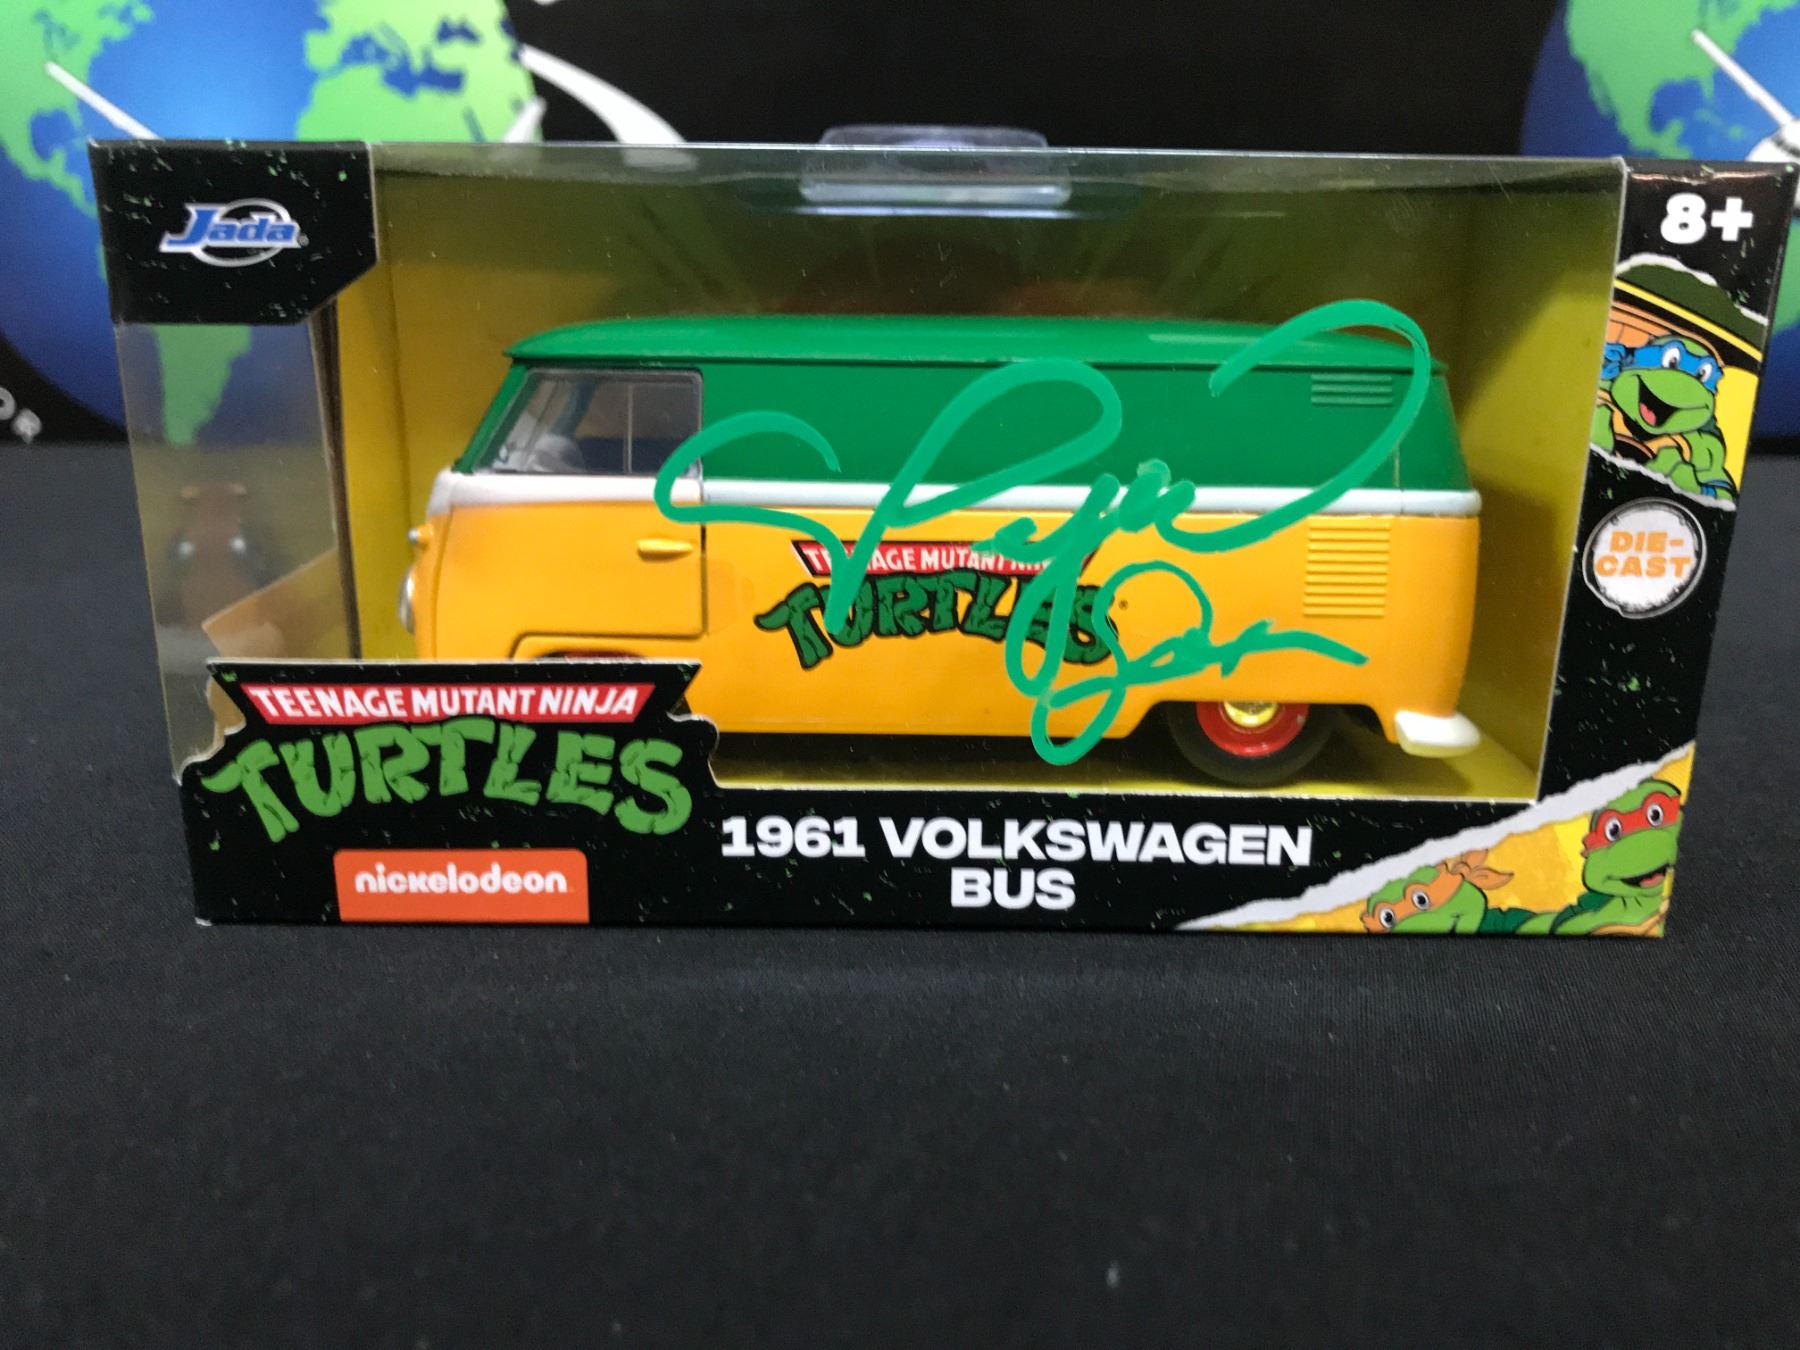 Jada
8+
TEENAGE MUTANT NINJA
TURTLES
DIE-
CAST
TEENAGE MUTANT NINJA
TURTLES
1961 VOLKSWAGEN
BUS
nickelodeon